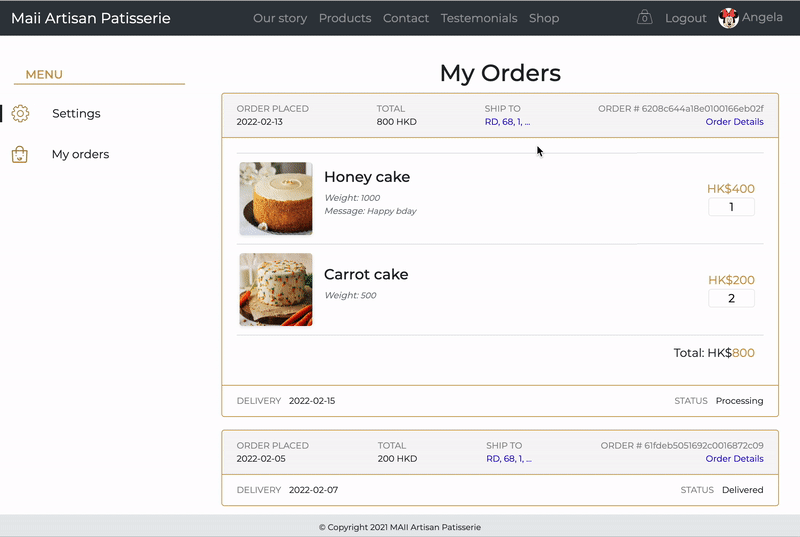 Maii Artisan Patisserie
Our story Products Contact Testemonials Shop
0 Logout Angela
MENU
Settings
My orders
My Orders
ORDER PLACED TOTAL SHIP TO ORDER # 6208c644a18e0100166eb02f
2022-02-13 800 HKD RD, 68, 1, ... Order Details
Honey cake
Weight: 1000
Message: Happy bday
HK$400
1
Carrot cake
Weight: 500
HK$200
2
Total: HK$800
DELIVERY 2022-02-15 STATUS Processing
ORDER PLACED TOTAL SHIP TO ORDER # 61fdeb5051692c0016872c09
2022-02-05 200 HKD RD, 68, 1, ... Order Details
DELIVERY 2022-02-07 STATUS Delivered
© Copyright 2021 MAII Artisan Patisserie